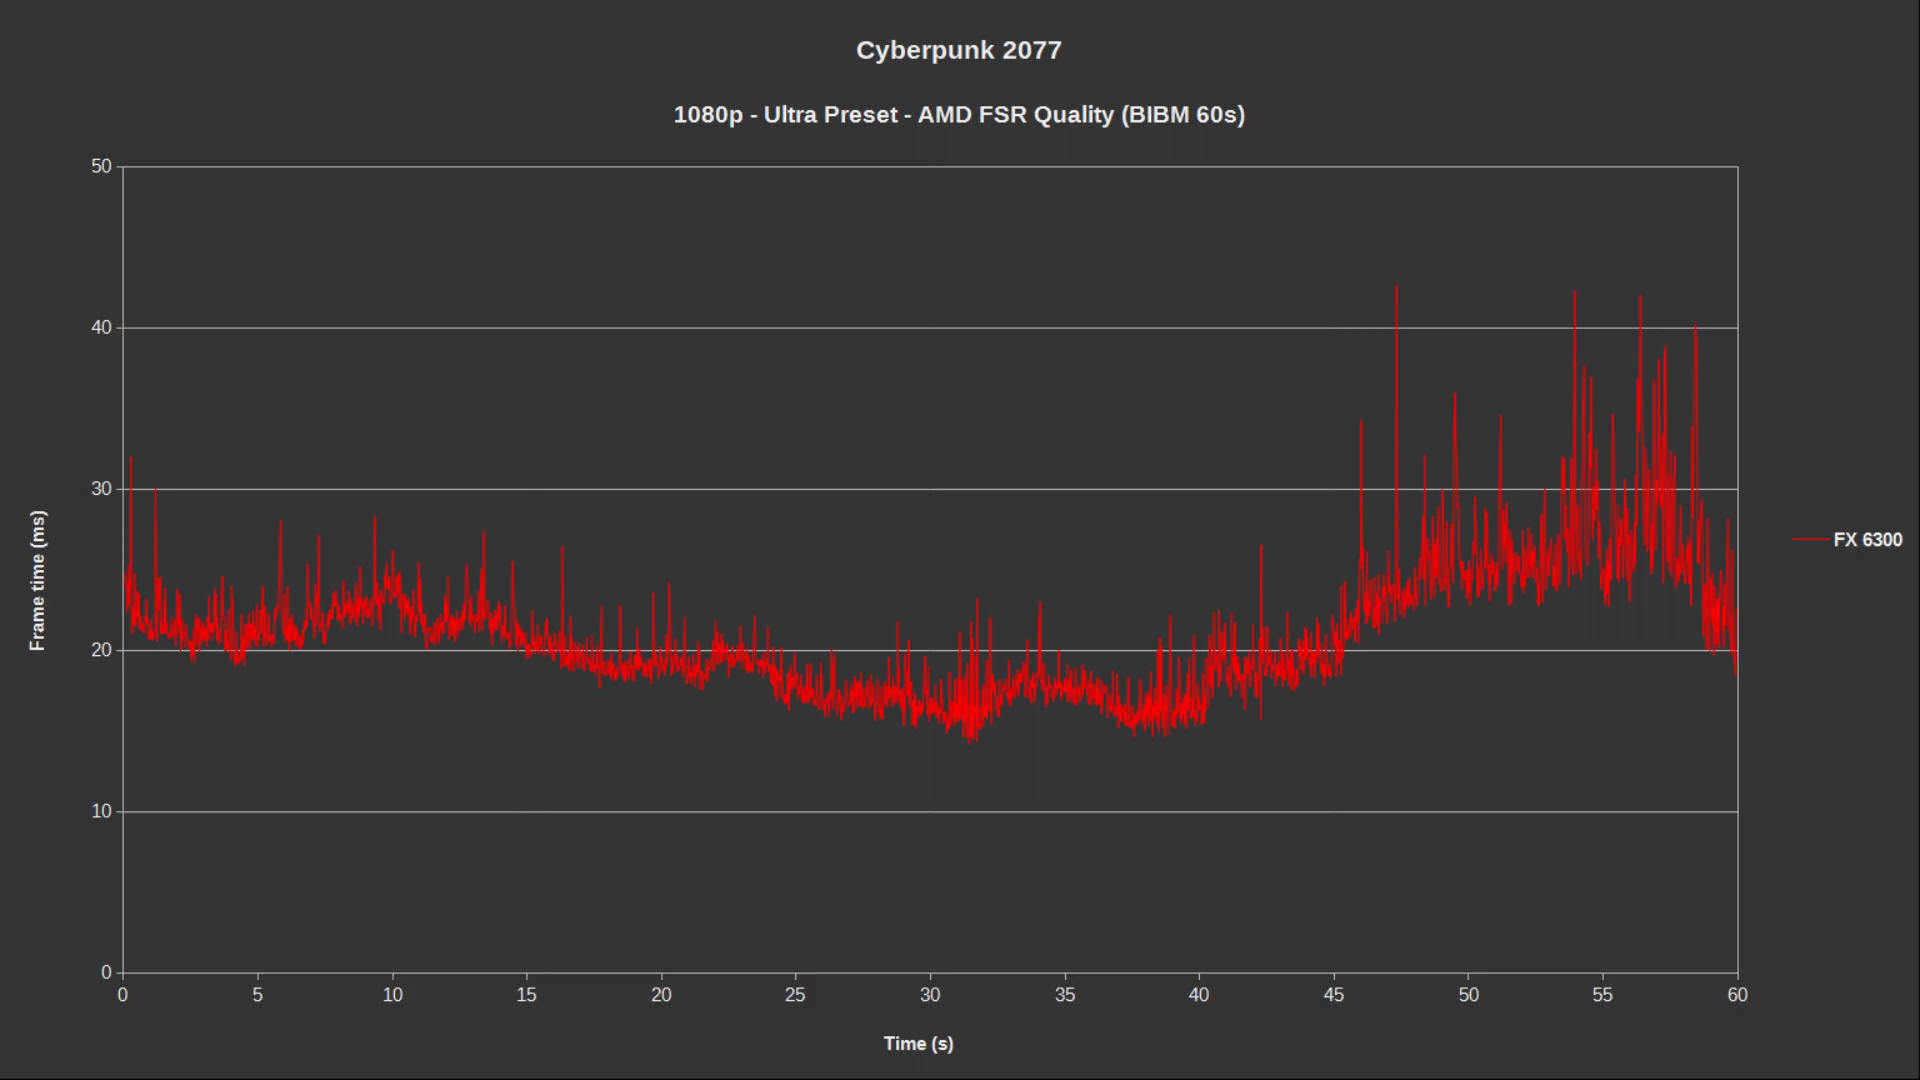 Cyberpunk 2077
1080p - Ultra Preset - AMD FSR Quality (BIBM 60s)
50
40
30
20
10
0
Frame time (ms)
0 5 10 15 20 25 30 35 40 45 50 55 60
Time (s)
FX 6300